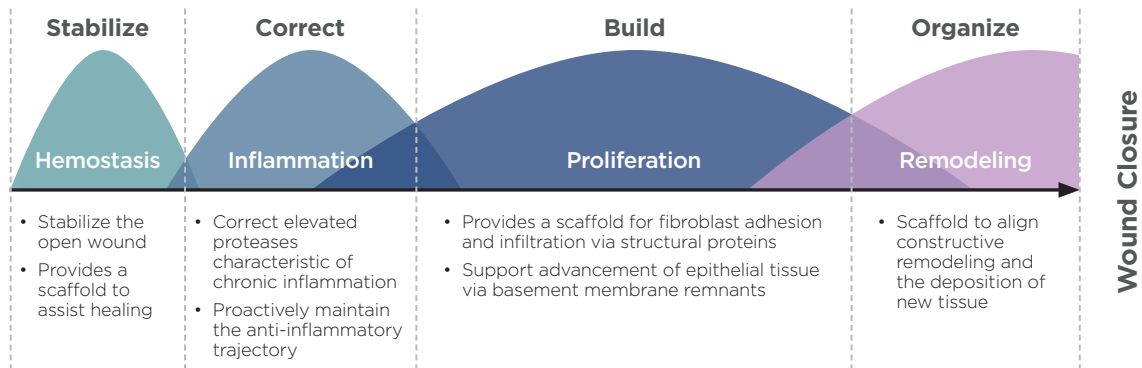 Stabilize
Correct
Build
Organize
Hemostasis
Inflammation
Proliferation
Remodeling
• Stabilize the
open wound
• Provides a
scaffold to
assist healing
• Correct elevated
proteases
characteristic of
chronic inflammation
• Proactively maintain
the anti-inflammatory
trajectory
• Provides a scaffold for fibroblast adhesion
and infiltration via structural proteins
• Support advancement of epithelial tissue
via basement membrane remnants
• Scaffold to align
constructive
remodeling and
the deposition of
new tissue
Wound Closure